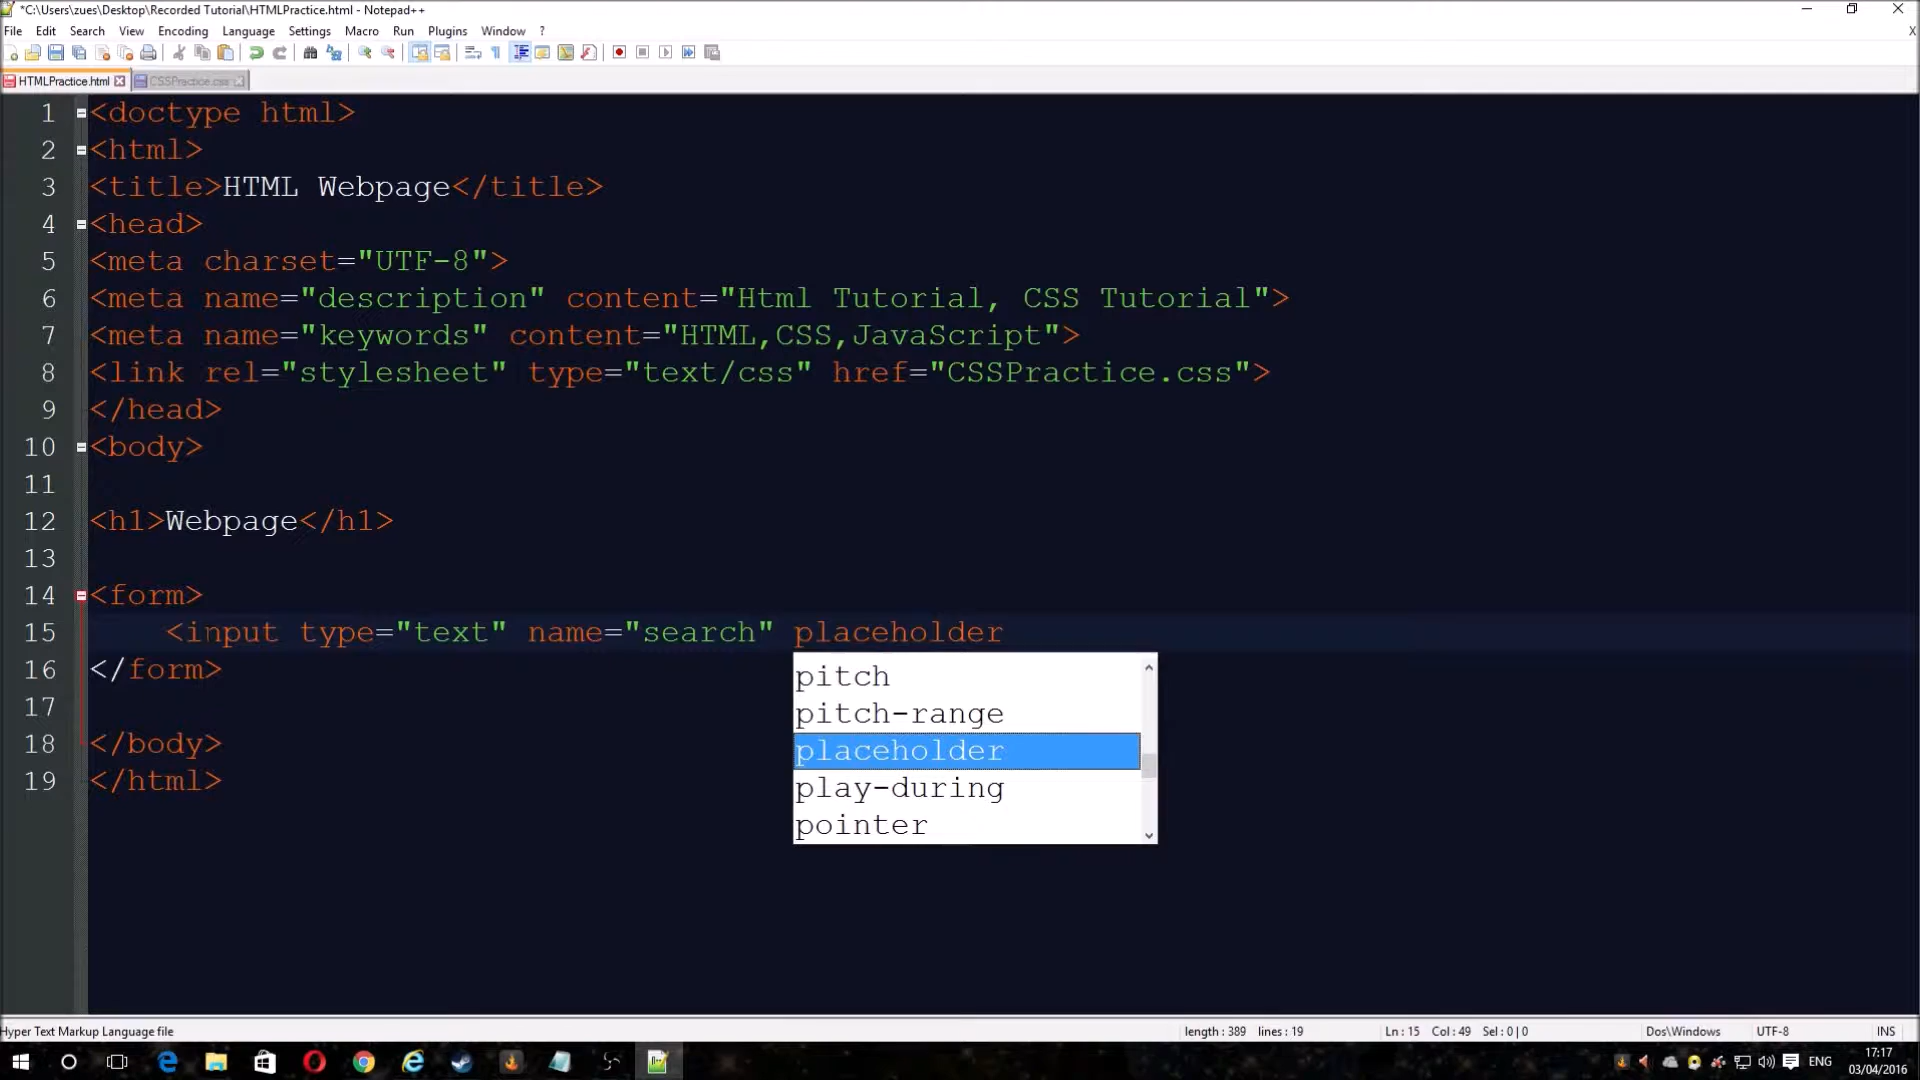 *C:\Users\zues\Desktop\Recorded Tutorial\HTMLPractice.html - Notepad++
File Edit Search View Encoding Language Settings Macro Run Plugins Window ? X
HTMLPractice.html CSSPractice.css
1 <doctype html>
2 <html>
3 <title>HTML Webpage</title>
4 <head>
5 <meta charset="UTF-8">
6 <meta name="description" content="Html Tutorial, CSS Tutorial">
7 <meta name="keywords" content="HTML,CSS,JavaScript">
8 <link rel="stylesheet" type="text/css" href="CSSPractice.css">
9 </head>
10 <body>
11
12 <h1>Webpage</h1>
13
14 <form>
15 <input type="text" name="search" placeholder
16 </form>
17
18 </body>
19 </html>
pitch
pitch-range
placeholder
play-during
pointer
Hyper Text Markup Language file length : 389 lines : 19 Ln : 15 Col : 49 Sel : 0 | 0 Dos\Windows UTF-8 INS
ENG 17:17
03/04/2016